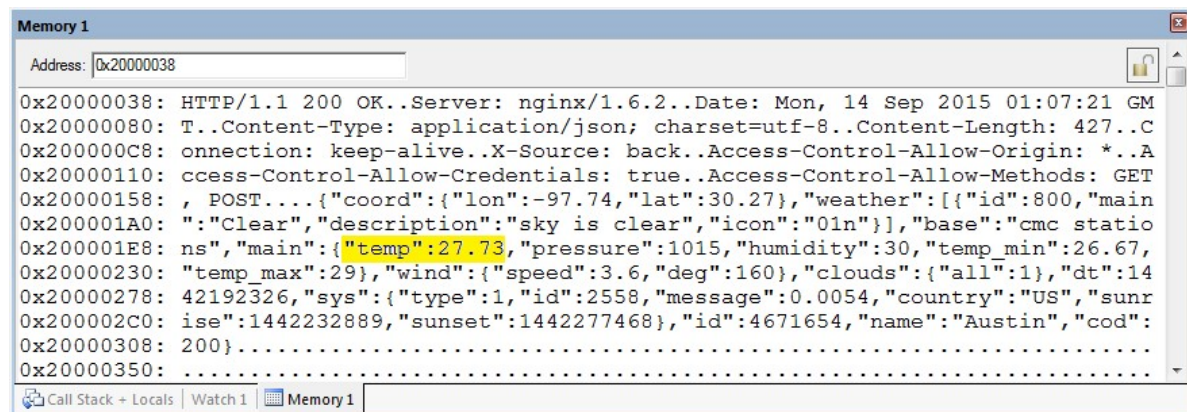 Memory 1
Address: 0x20000038
0x20000038: HTTP/1.1 200 OK..Server: nginx/1.6.2..Date: Mon, 14 Sep 2015 01:07:21 GM
0x20000080: T..Content-Type: application/json; charset=utf-8..Content-Length: 427..C
0x200000C8: onnection: keep-alive..X-Source: back..Access-Control-Allow-Origin: *..A
0x20000110: ccess-Control-Allow-Credentials: true..Access-Control-Allow-Methods: GET
0x20000158: , POST....{"coord":{"lon":-97.74,"lat":30.27},"weather":[{"id":800,"main
0x200001A0: ":"Clear","description":"sky is clear","icon":"01n"}],"base":"cmc statio
0x200001E8: ns","main":{"temp":27.73,"pressure":1015,"humidity":30,"temp_min":26.67,
0x20000230: "temp_max":29},"wind":{"speed":3.6,"deg":160},"clouds":{"all":1},"dt":14
0x20000278: 42192326,"sys":{"type":1,"id":2558,"message":0.0054,"country":"US","sunr
0x200002C0: ise":1442232889,"sunset":1442277468},"id":4671654,"name":"Austin","cod":
0x20000308: 200}....................................................................
0x20000350: ........................................................................
Call Stack + Locals Watch 1 Memory 1